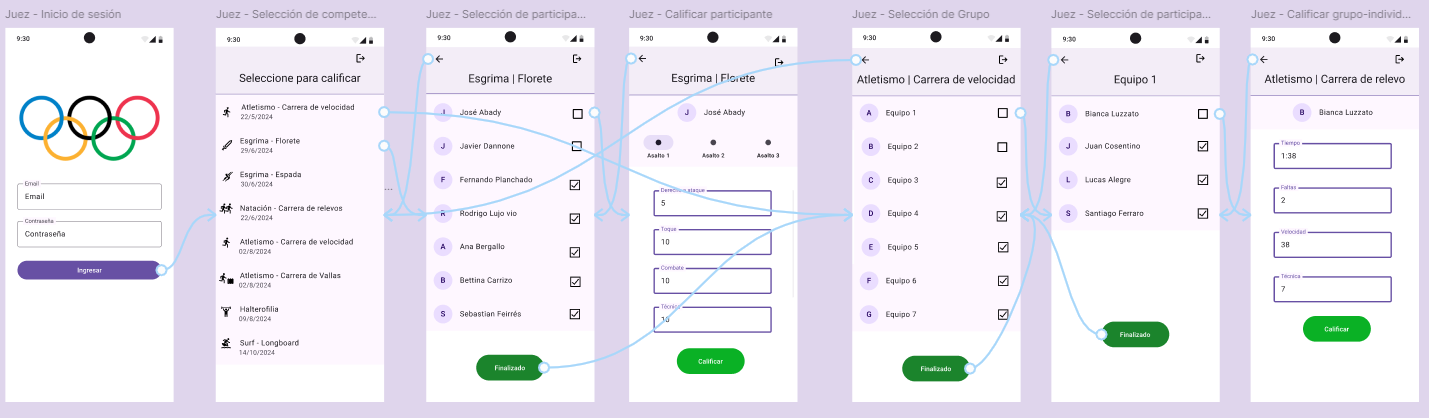 Juez - Inicio de sesión
9:30
Email
Email
Contraseña
Contraseña
Ingresar
Juez - Selección de compete...
9:30
Seleccione para calificar
Atletismo - Carrera de velocidad
22/5/2024
Esgrima - Florete
29/6/2024
Esgrima - Espada
30/6/2024
Natación - Carrera de relevos
22/6/2024
Atletismo - Carrera de velocidad
02/8/2024
Atletismo - Carrera de Vallas
02/8/2024
Halterofilia
09/8/2024
Surf - Longboard
14/10/2024
...
Juez - Selección de participa...
9:30
Esgrima | Florete
J José Abady
J Javier Dannone
F Fernando Planchado
R Rodrigo Lujo vio
A Ana Bergallo
B Bettina Carrizo
S Sebastian Feirrés
Finalizado
Juez - Calificar participante
9:30
Esgrima | Florete
J José Abady
Asalto 1 Asalto 2 Asalto 3
Derecho a ataque
5
Toque
10
Combate
10
Técnica
10
Calificar
Juez - Selección de Grupo
9:30
Atletismo | Carrera de velocidad
A Equipo 1
B Equipo 2
C Equipo 3
D Equipo 4
E Equipo 5
F Equipo 6
G Equipo 7
Finalizado
Juez - Selección de participa...
9:30
Equipo 1
B Bianca Luzzato
J Juan Cosentino
L Lucas Alegre
S Santiago Ferraro
Finalizado
Juez - Calificar grupo-individ...
9:30
Atletismo | Carrera de relevo
B Bianca Luzzato
Tiempo
1:38
Faltas
2
Velocidad
38
Técnica
7
Calificar